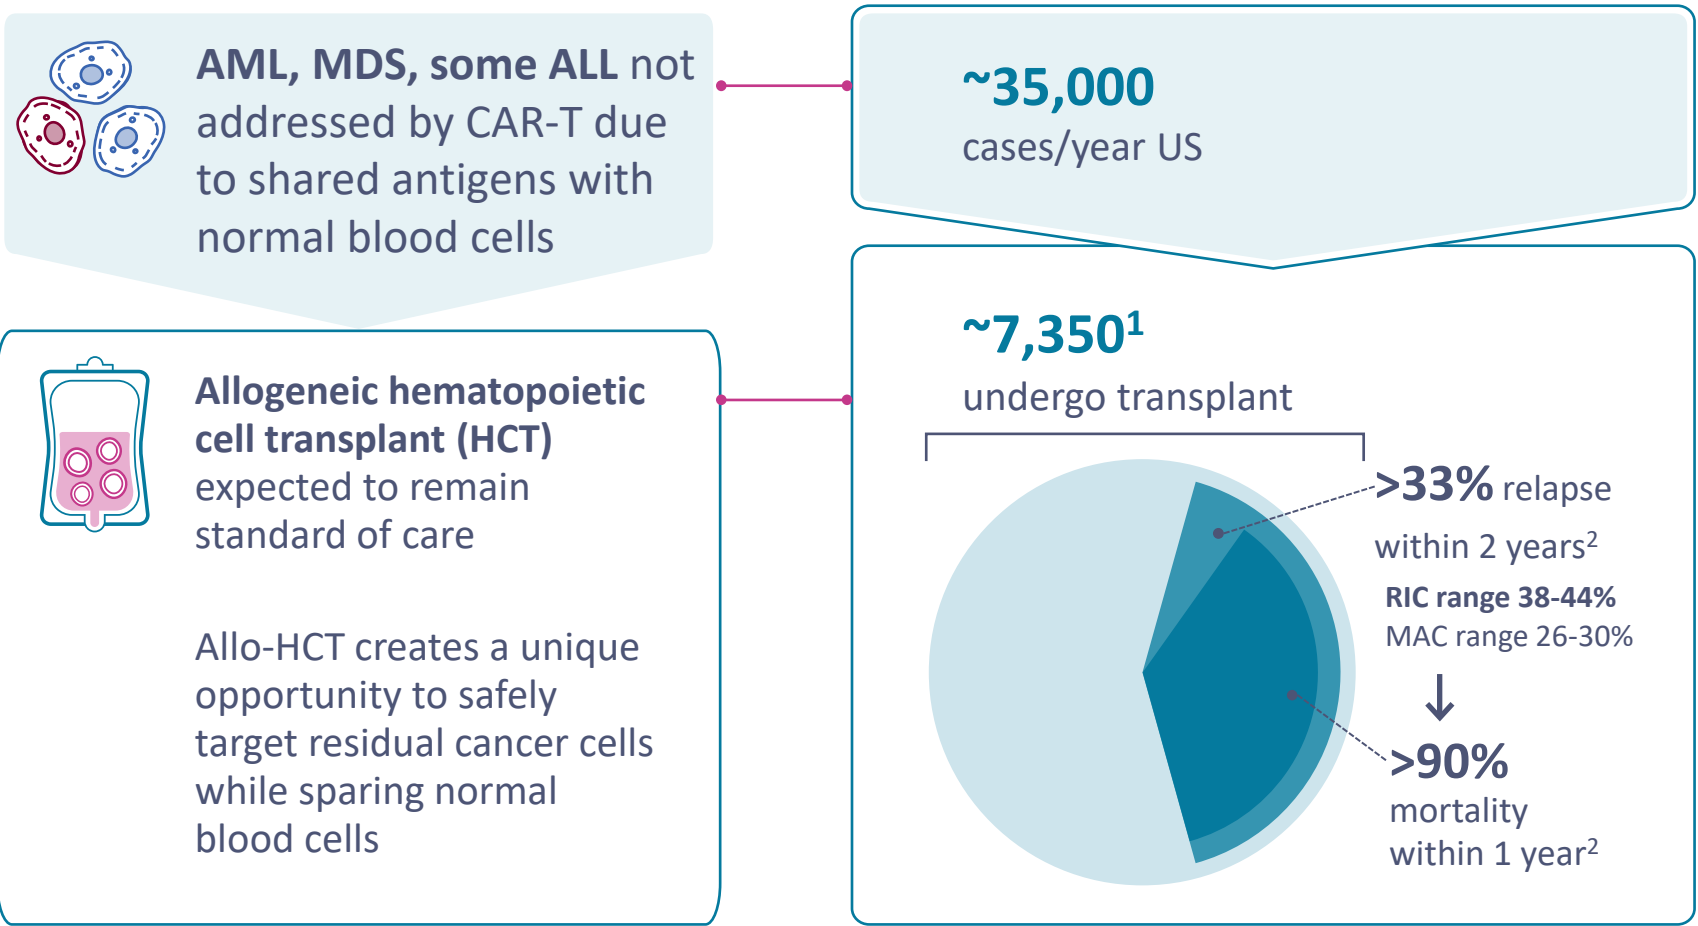 AML, MDS, some ALL not
addressed by CAR-T due
to shared antigens with
normal blood cells
~35,000
cases/year US
Allogeneic hematopoietic
cell transplant (HCT)
expected to remain
standard of care
Allo-HCT creates a unique
opportunity to safely
target residual cancer cells
while sparing normal
blood cells
~7,350¹
undergo transplant
>33% relapse
within 2 years²
RIC range 38-44%
MAC range 26-30%
↓
>90%
mortality
within 1 year²